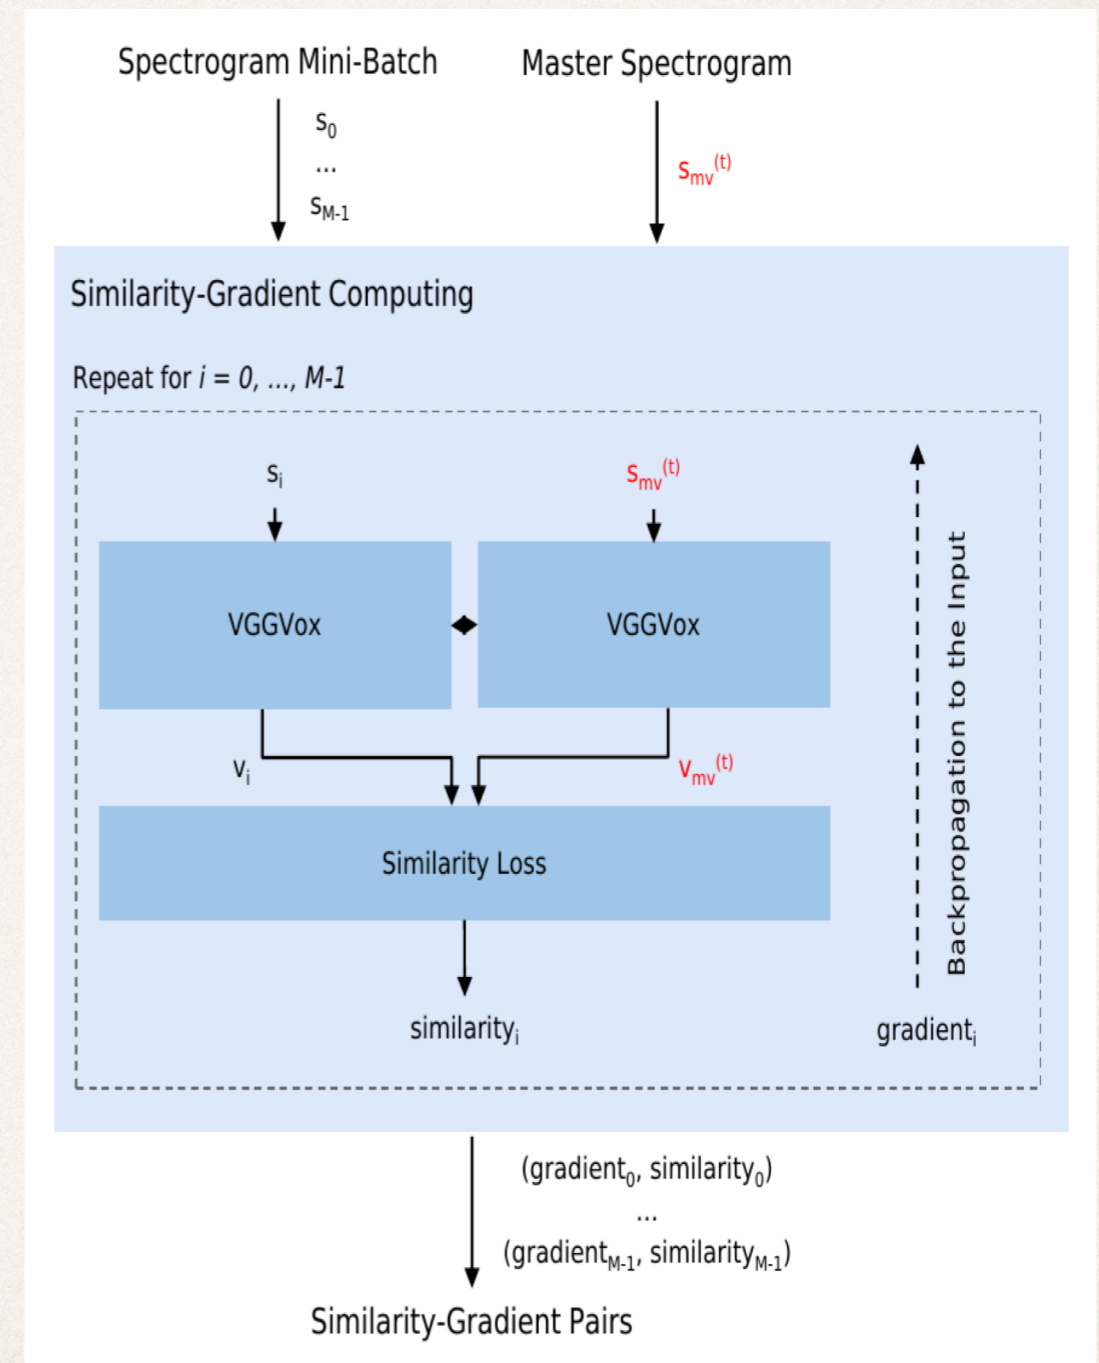 Spectrogram Mini-Batch
Master Spectrogram
s0
...
sM-1
smv(t)
Similarity-Gradient Computing
Repeat for i = 0, ..., M-1
si
smv(t)
VGGVox
VGGVox
vi
vmv(t)
Similarity Loss
similarityi
Backpropagation to the Input
gradienti
(gradient0, similarity0)
...
(gradientM-1, similarityM-1)
Similarity-Gradient Pairs